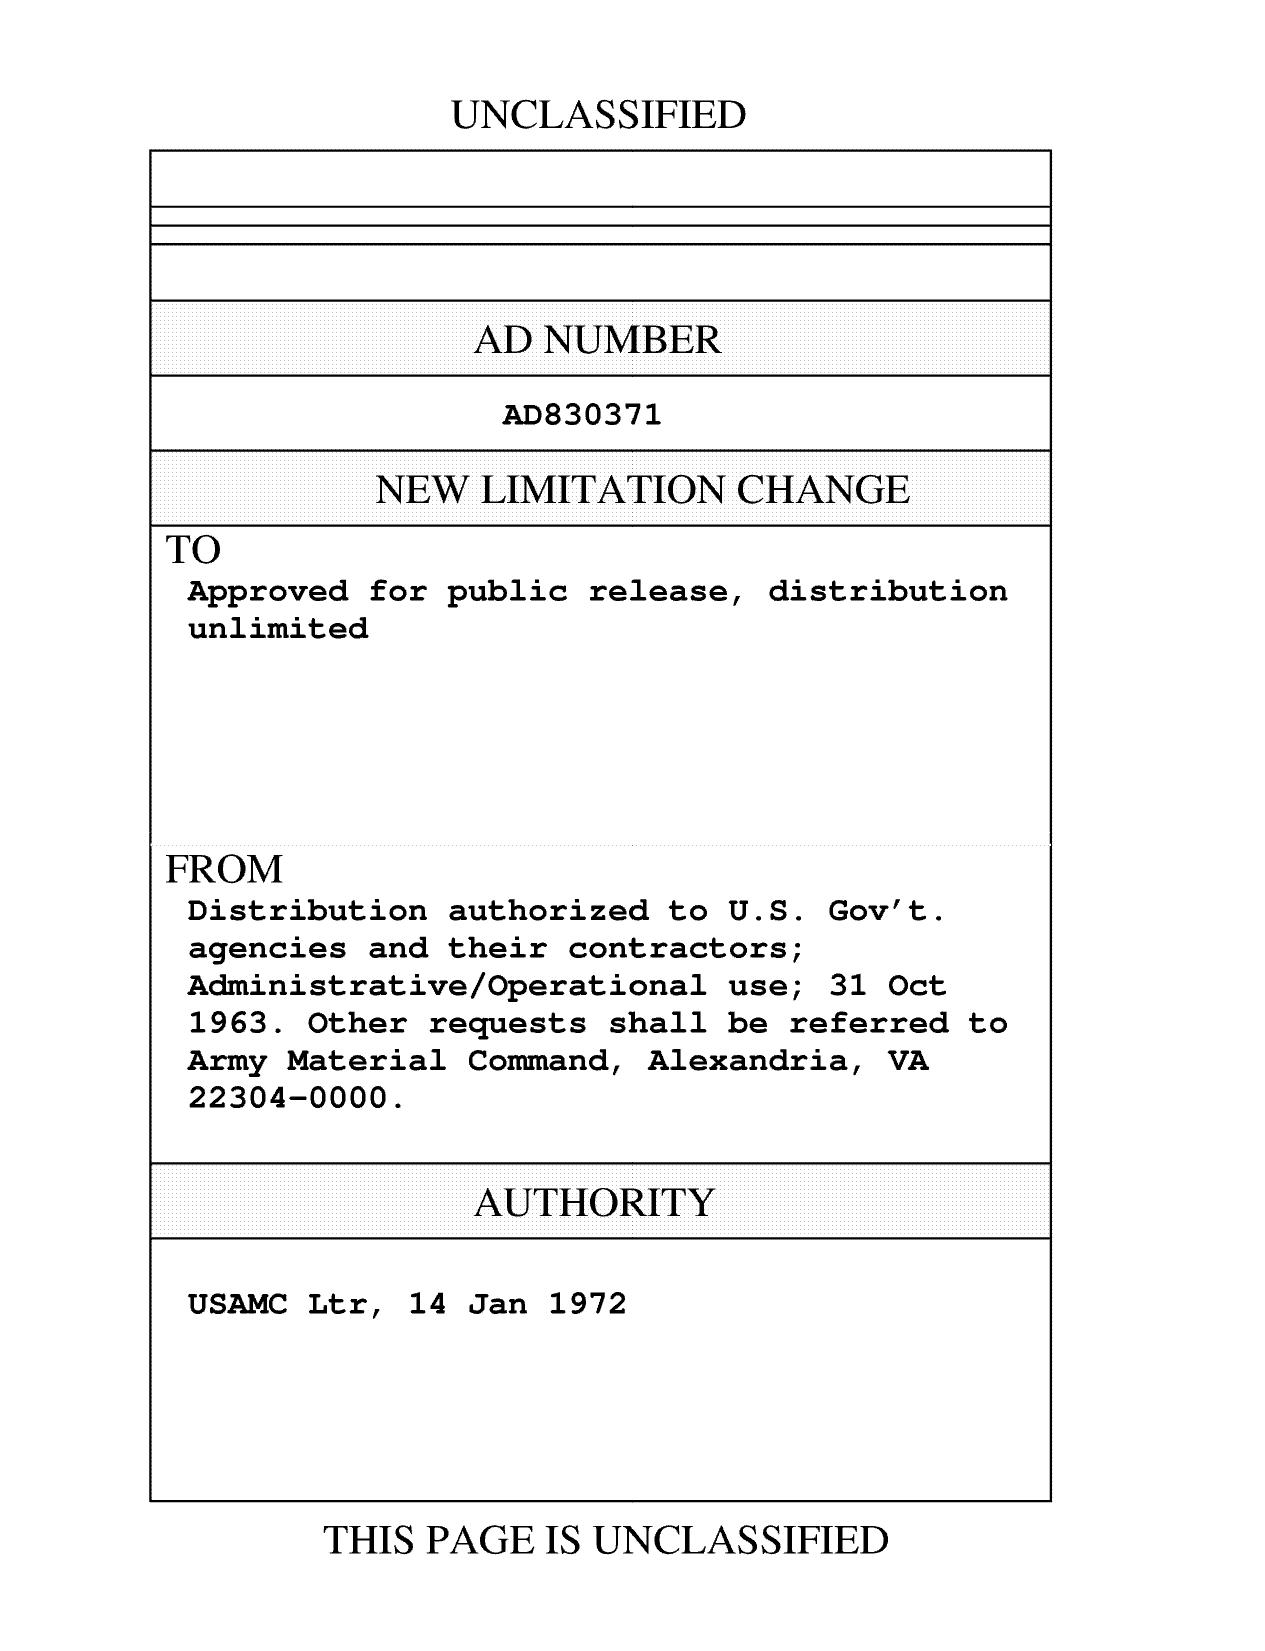 UNCLASSIFIED
AD NUMBER
AD830371
NEW LIMITATION CHANGE
TO
Approved for public release, distribution
unlimited
FROM
Distribution authorized to U.S. Gov't.
agencies and their contractors;
Administrative/Operational use; 31 Oct
1963. Other requests shall be referred to
Army Material Command, Alexandria, VA
22304-0000.
AUTHORITY
USAMC Ltr, 14 Jan 1972
THIS PAGE IS UNCLASSIFIED